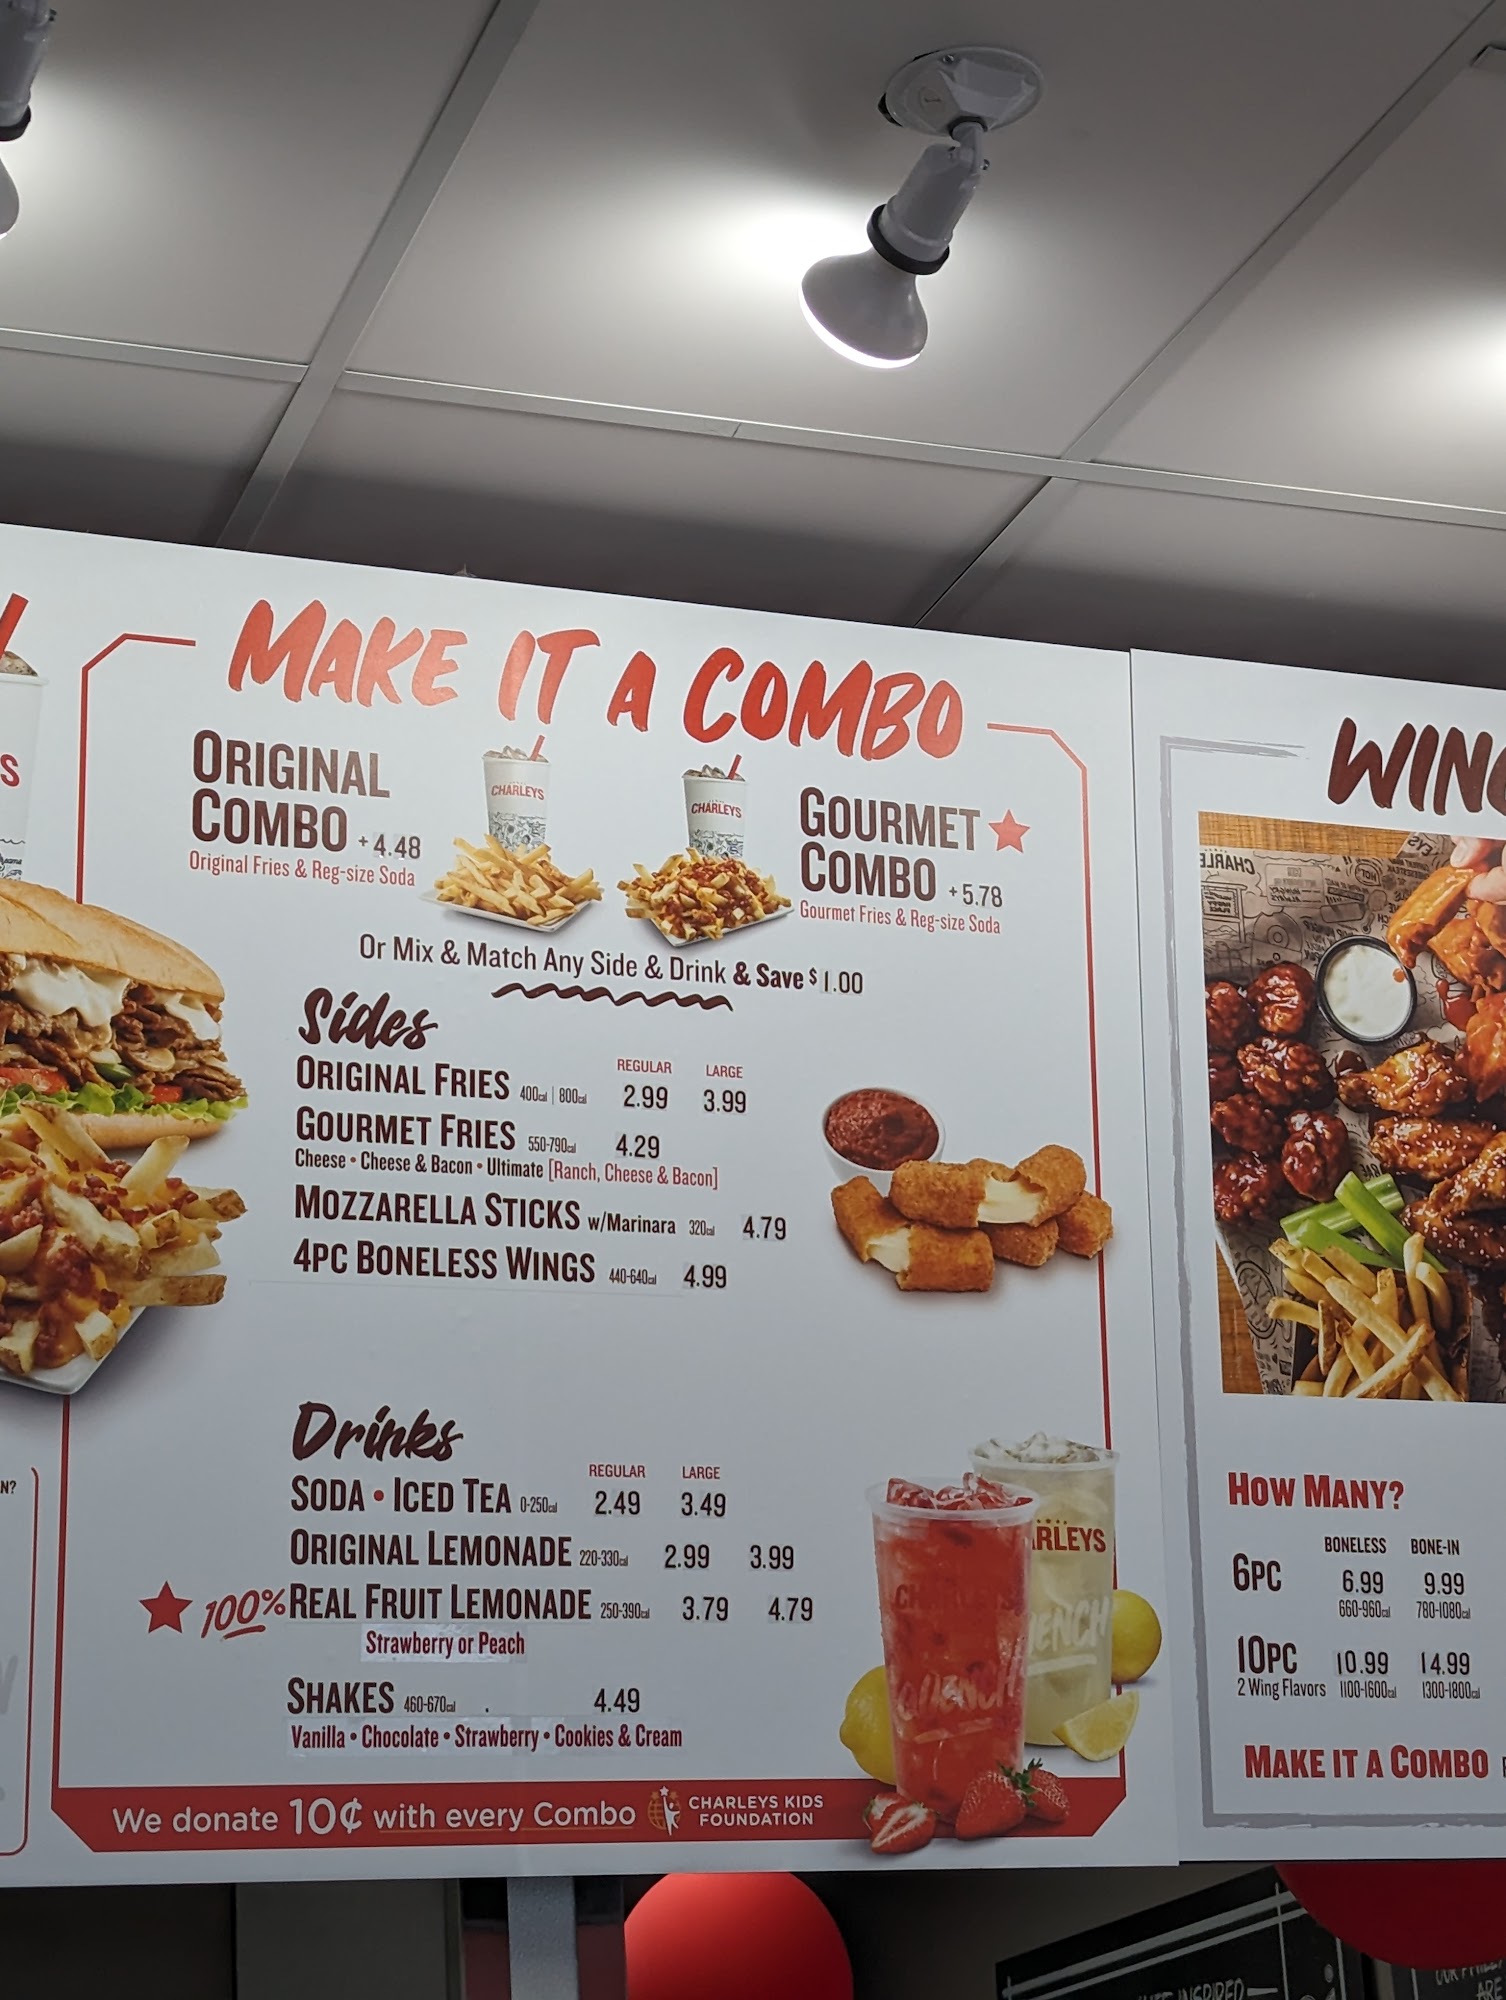 MAKE IT A COMBO
ORIGINAL
COMBO +4.48
Original Fries & Reg-size Soda
CHARLEYS
CHARLEYS
GOURMET
COMBO +5.78
Gourmet Fries & Reg-size Soda
Or Mix & Match Any Side & Drink & Save $1.00
Sides
REGULAR LARGE
ORIGINAL FRIES 400cal | 800cal 2.99 3.99
GOURMET FRIES 550-790cal 4.29
Cheese • Cheese & Bacon • Ultimate [Ranch, Cheese & Bacon]
MOZZARELLA STICKS w/Marinara 320cal 4.79
4PC BONELESS WINGS 440-640cal 4.99
Drinks
REGULAR LARGE
SODA • ICED TEA 0-250cal 2.49 3.49
ORIGINAL LEMONADE 220-330cal 2.99 3.99
100% REAL FRUIT LEMONADE 250-390cal 3.79 4.79
Strawberry or Peach
SHAKES 460-670cal 4.49
Vanilla • Chocolate • Strawberry • Cookies & Cream
RLEYS
QUENCH
We donate 10¢ with every Combo
CHARLEYS KIDS
FOUNDATION
S
N?
WING
HOW MANY?
BONELESS BONE-IN
6PC 6.99 9.99
660-960cal 780-1080cal
10PC 10.99 14.99
2 Wing Flavors 1100-1600cal 1300-1800cal
MAKE IT A COMBO
INSPIRED
ARE